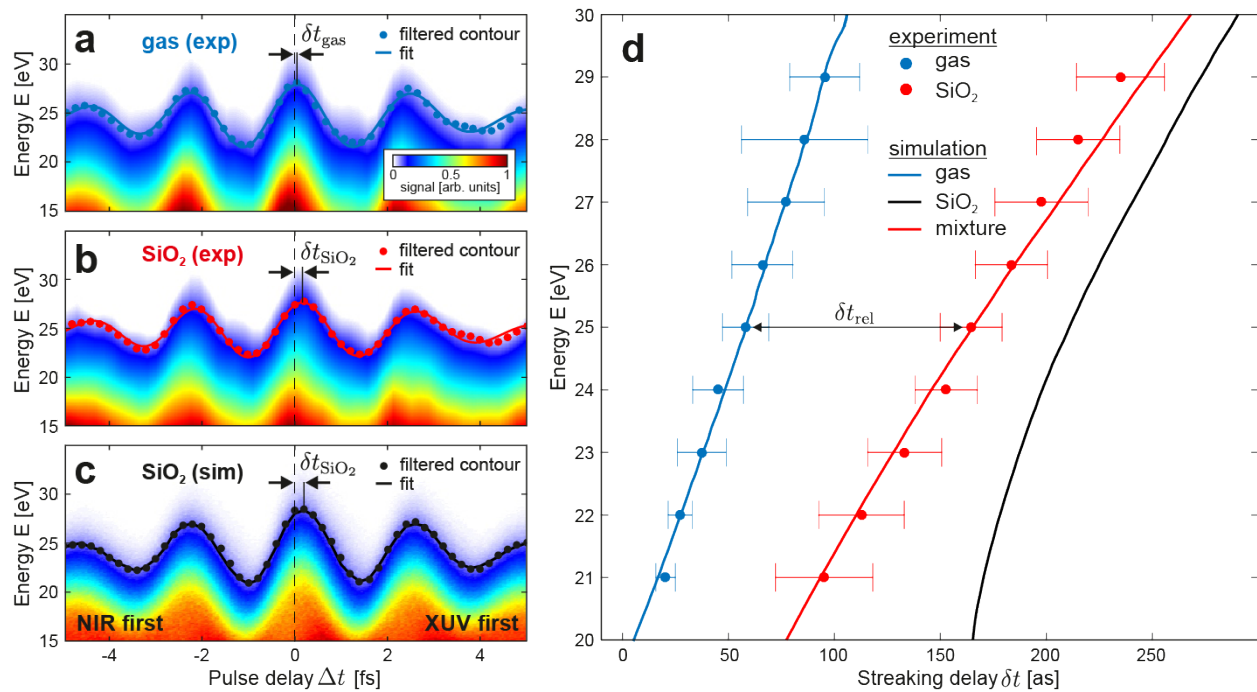 a
gas (exp)
δt_gas
filtered contour
fit
Energy E [eV]
30
25
20
15
0
1
signal [arb. units]
b
SiO₂ (exp)
δt_SiO₂
filtered contour
fit
Energy E [eV]
30
25
20
15
c
SiO₂ (sim)
δt_SiO₂
filtered contour
fit
Energy E [eV]
30
25
20
15
NIR first
XUV first
-4
-2
0
2
4
Pulse delay Δt [fs]
d
experiment
gas
SiO₂
simulation
gas
SiO₂
mixture
δt_rel
Energy E [eV]
30
29
28
27
26
25
24
23
22
21
20
0
50
100
150
200
250
Streaking delay δt [as]